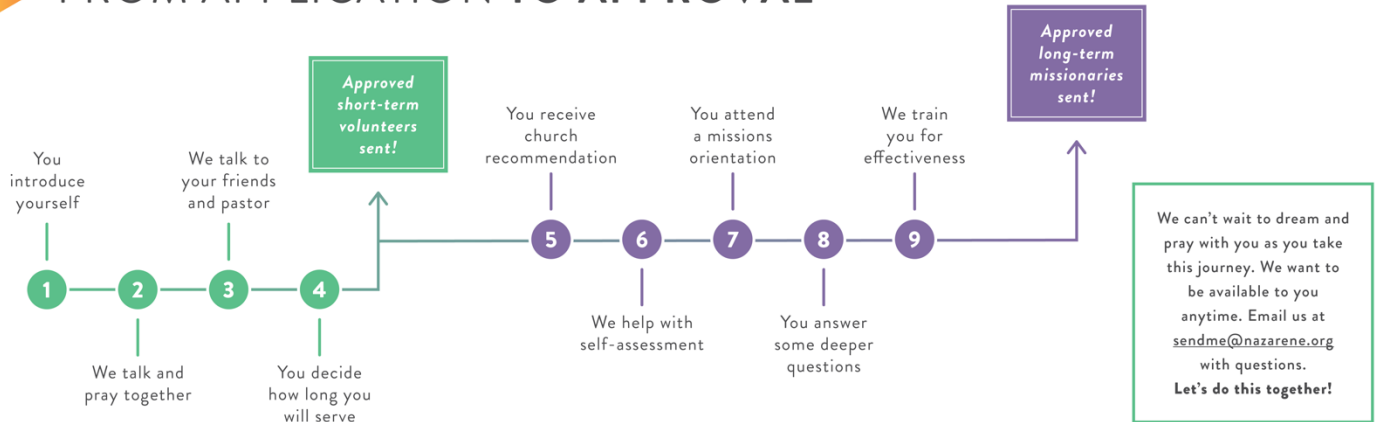 FROM APPLICATION TO APPROVAL
You
introduce
yourself
1
We talk and
pray together
2
We talk to
your friends
and pastor
3
You decide
how long you
will serve
4
Approved
short-term
volunteers
sent!
You receive
church
recommendation
5
We help with
self-assessment
6
You attend
a missions
orientation
7
You answer
some deeper
questions
8
We train
you for
effectiveness
9
Approved
long-term
missionaries
sent!
We can't wait to dream and
pray with you as you take
this journey. We want to
be available to you
anytime. Email us at
sendme@nazarene.org
with questions.
Let's do this together!